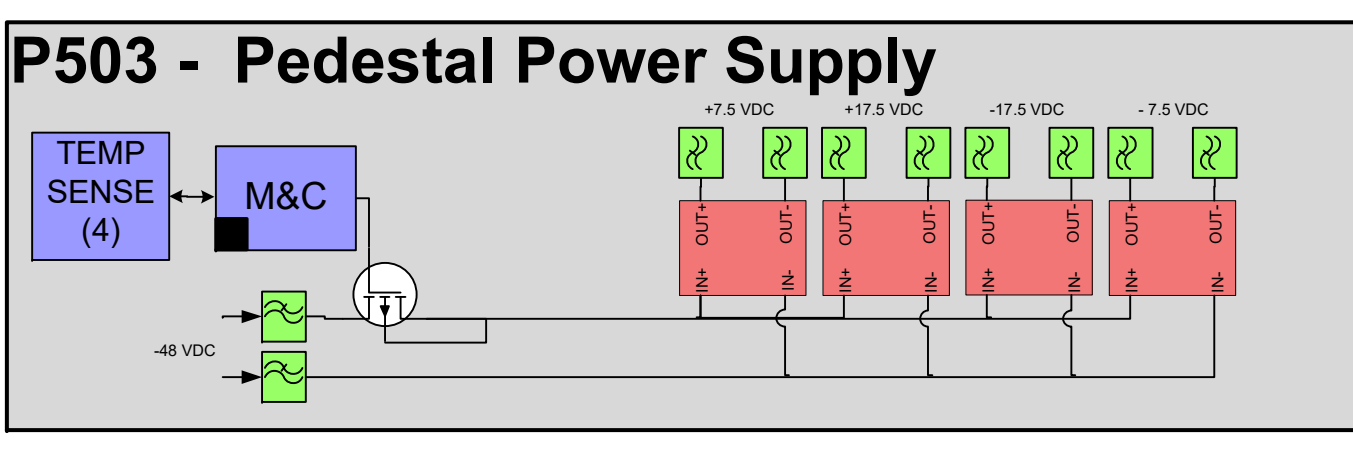 P503 - Pedestal Power Supply
+7.5 VDC
+17.5 VDC
-17.5 VDC
- 7.5 VDC
TEMP
SENSE
(4)
M&C
OUT+
OUT-
OUT+
OUT-
OUT+
OUT-
OUT+
OUT-
IN+
IN-
IN+
IN-
IN+
IN-
IN+
IN-
-48 VDC